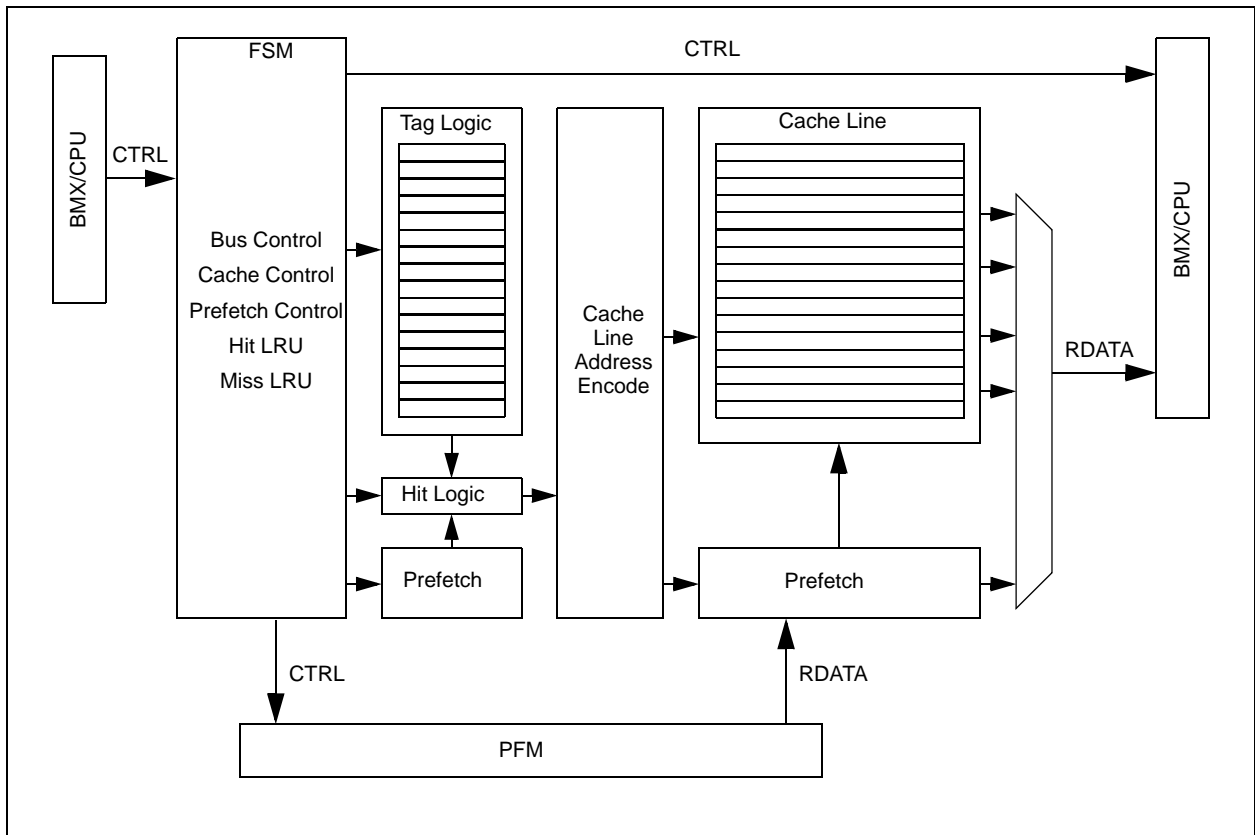 FSM
CTRL
BMX/CPU
CTRL
Tag Logic
Cache Line
BMX/CPU
Bus Control
Cache Control
Prefetch Control
Hit LRU
Miss LRU
Cache
Line
Address
Encode
RDATA
Hit Logic
Prefetch
Prefetch
CTRL
RDATA
PFM